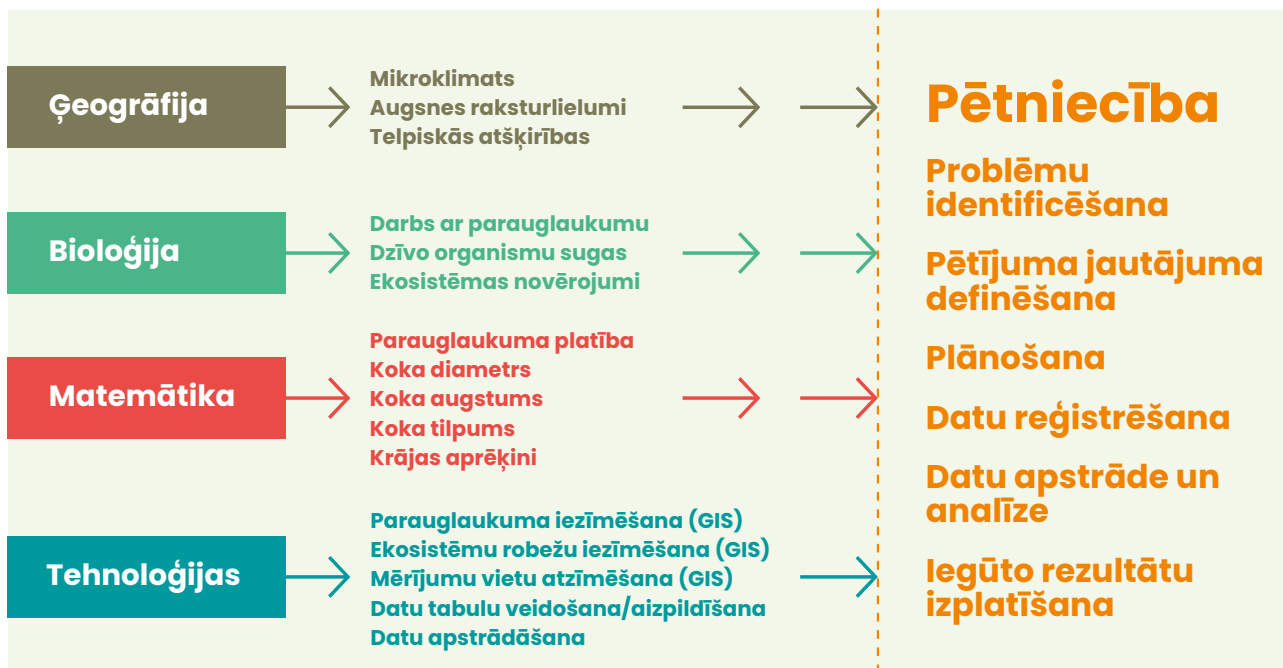 Ģeogrāfija
Mikroklimats
Augsnes raksturlielumi
Telpiskās atšķirības
Bioloģija
Darbs ar parauglaukumu
Dzīvo organismu sugas
Ekosistēmas novērojumi
Matemātika
Parauglaukuma platība
Koka diametrs
Koka augstums
Koka tilpums
Krājas aprēķini
Tehnoloģijas
Parauglaukuma iezīmēšana (GIS)
Ekosistēmu robežu iezīmēšana (GIS)
Mērījumu vietu atzīmēšana (GIS)
Datu tabulu veidošana/aizpildīšana
Datu apstrādāšana
Pētniecība
Problēmu
identificēšana
Pētījuma jautājuma
definēšana
Plānošana
Datu reģistrēšana
Datu apstrāde un
analīze
Iegūto rezultātu
izplatīšana